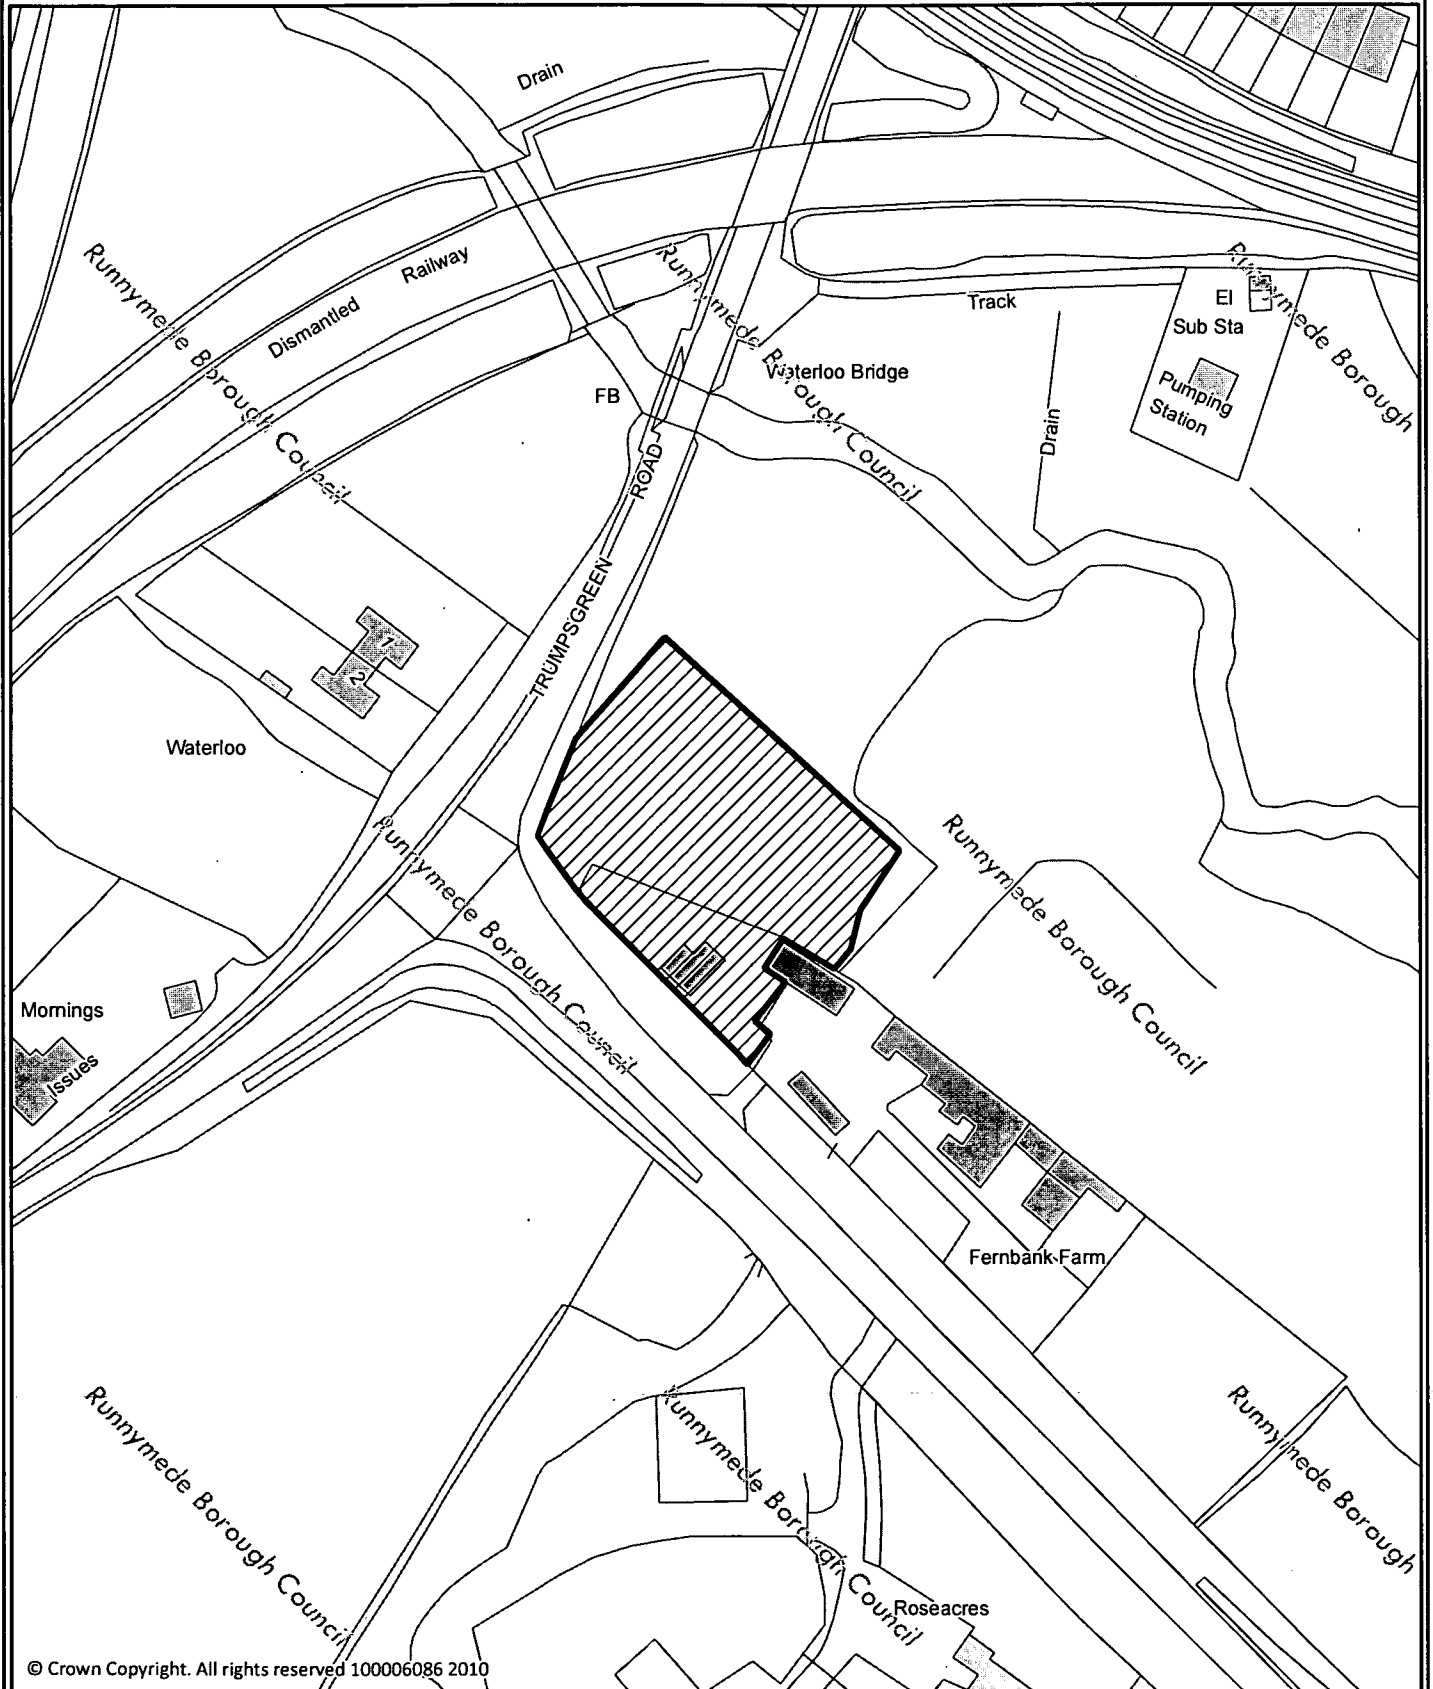 Drain
Railway
Dismantled
Runnymede Borough Council
Runnymede Borough Council
Runnymede Borough
Track
El
Sub Sta
Pumping
Station
Waterloo Bridge
FB
Drain
TRUMPSGREEN ROAD
1
2
Waterloo
Runnymede Borough Council
Runnymede Borough Council
Mornings
Issues
Fernbank Farm
Runnymede Borough Council
Runnymede Borough Council
Runnymede Borough
Roseacres
© Crown Copyright. All rights reserved 100006086 2010